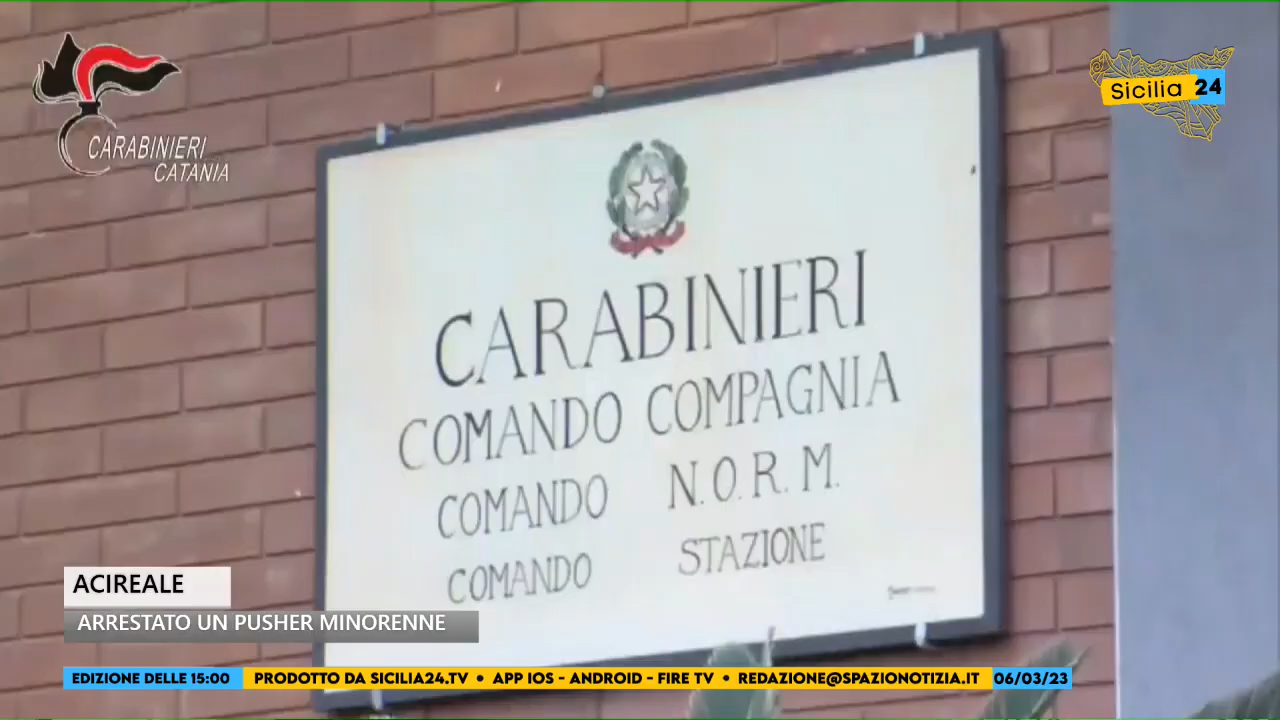 CARABINIERI
CATANIA
Sicilia 24
CARABINIERI
COMANDO COMPAGNIA
COMANDO N.O.R.M.
COMANDO STAZIONE
ACIREALE
ARRESTATO UN PUSHER MINORENNE
EDIZIONE DELLE 15:00 PRODOTTO DA SICILIA24.TV • APP IOS - ANDROID - FIRE TV • REDAZIONE@SPAZIONOTIZIA.IT 06/03/23